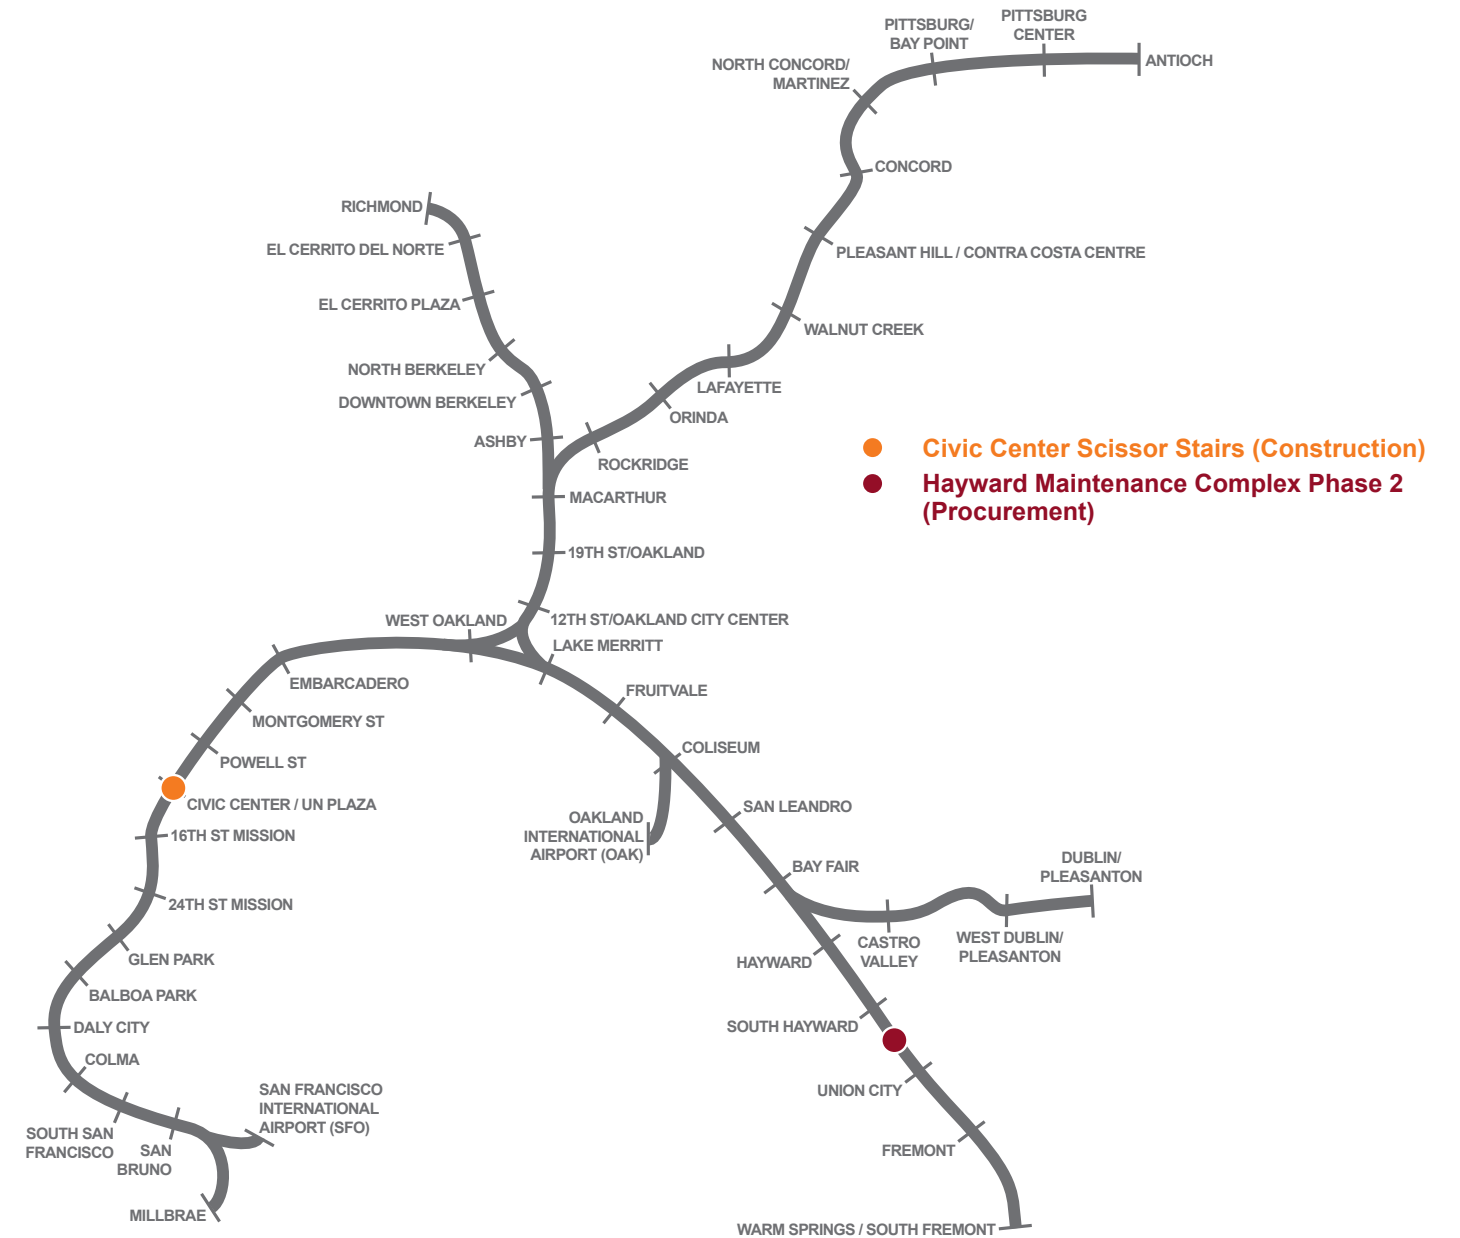 PITTSBURG
CENTER
PITTSBURG/
BAY POINT
ANTIOCH
NORTH CONCORD/
MARTINEZ
CONCORD
RICHMOND
EL CERRITO DEL NORTE
PLEASANT HILL / CONTRA COSTA CENTRE
EL CERRITO PLAZA
WALNUT CREEK
NORTH BERKELEY
LAFAYETTE
DOWNTOWN BERKELEY
ORINDA
ASHBY
ROCKRIDGE
MACARTHUR
Civic Center Scissor Stairs (Construction)
Hayward Maintenance Complex Phase 2
(Procurement)
19TH ST/OAKLAND
WEST OAKLAND
12TH ST/OAKLAND CITY CENTER
LAKE MERRITT
EMBARCADERO
FRUITVALE
MONTGOMERY ST
COLISEUM
POWELL ST
CIVIC CENTER / UN PLAZA
SAN LEANDRO
OAKLAND
INTERNATIONAL
AIRPORT (OAK)
16TH ST MISSION
BAY FAIR
DUBLIN/
PLEASANTON
24TH ST MISSION
CASTRO
VALLEY
WEST DUBLIN/
PLEASANTON
GLEN PARK
HAYWARD
BALBOA PARK
DALY CITY
SOUTH HAYWARD
COLMA
UNION CITY
SAN FRANCISCO
INTERNATIONAL
AIRPORT (SFO)
SOUTH SAN
FRANCISCO
SAN
BRUNO
FREMONT
MILLBRAE
WARM SPRINGS / SOUTH FREMONT